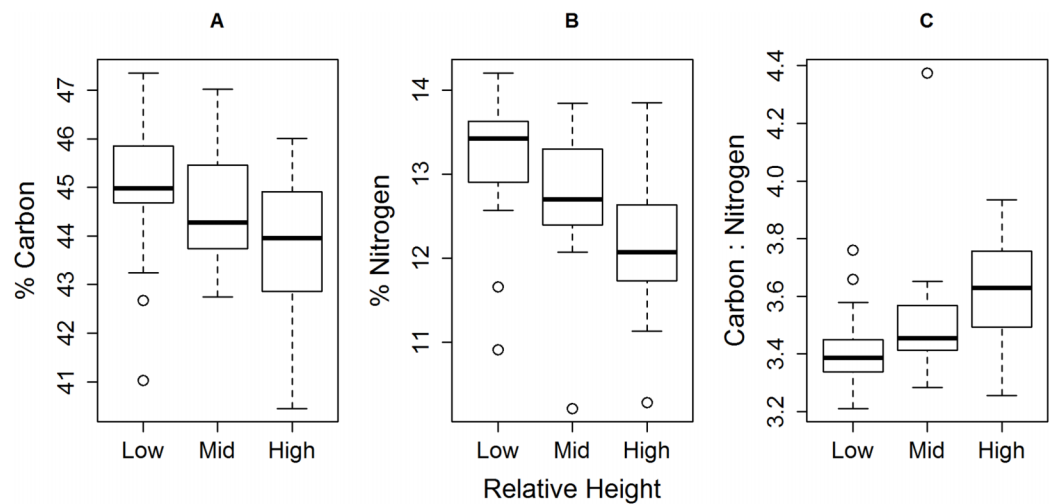 A
% Carbon
47
46
45
44
43
42
41
Low Mid High
B
% Nitrogen
14
13
12
11
Low Mid High
Relative Height
C
Carbon : Nitrogen
4.4
4.2
4.0
3.8
3.6
3.4
3.2
Low Mid High